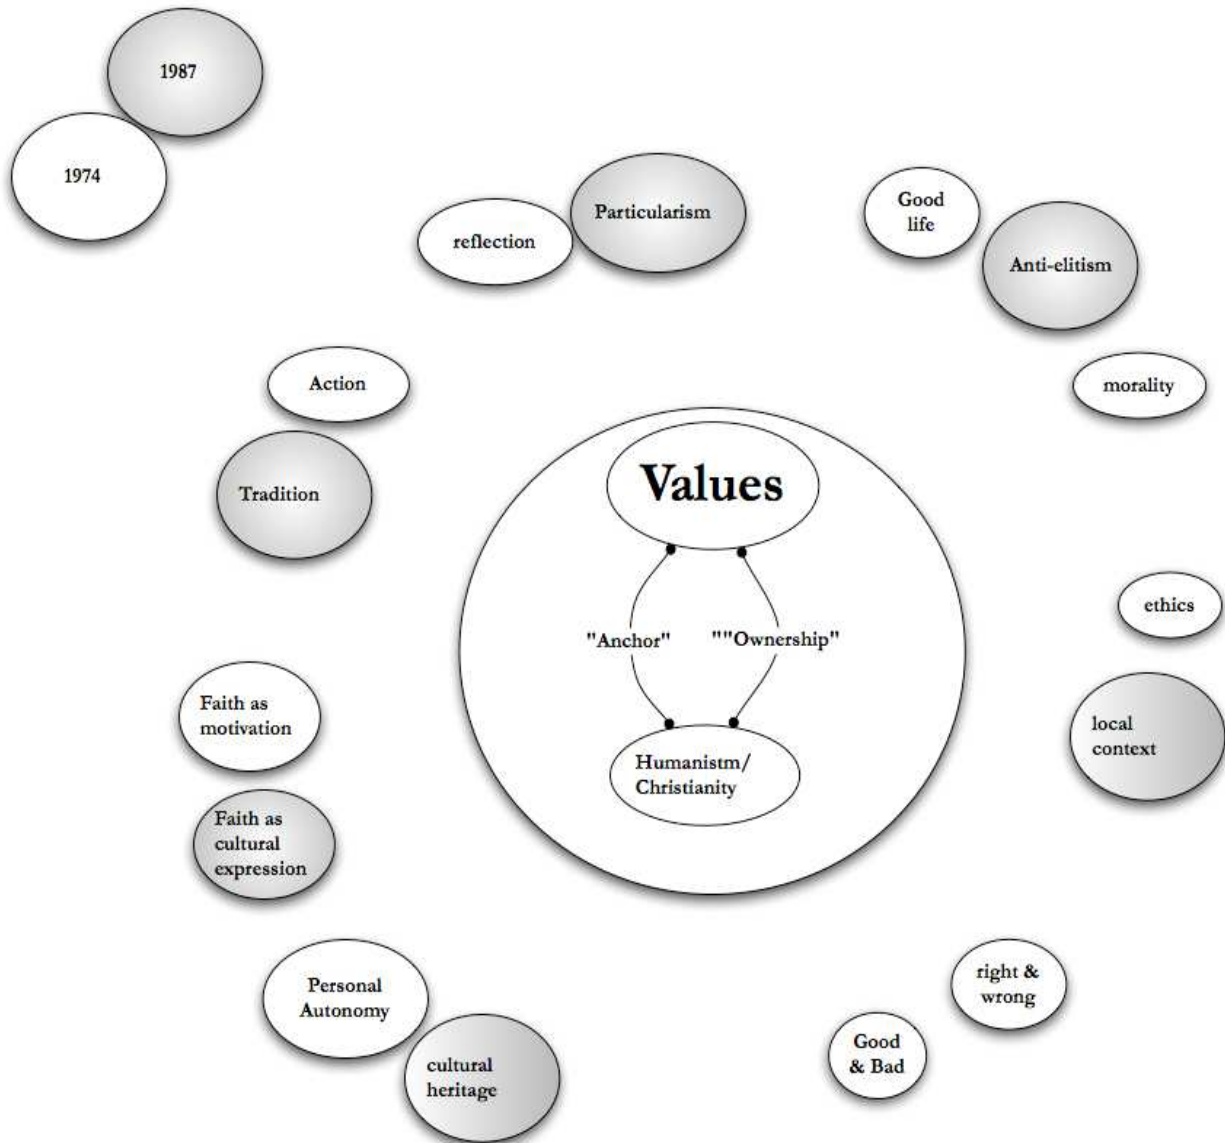 1987
1974
Particularism
reflection
Good
life
Anti-elitism
Action
morality
Values
Tradition
ethics
"Anchor"
""Ownership"
Faith as
motivation
local
context
Humanistm/
Christianity
Faith as
cultural
expression
Personal
Autonomy
right &
wrong
Good
& Bad
cultural
heritage